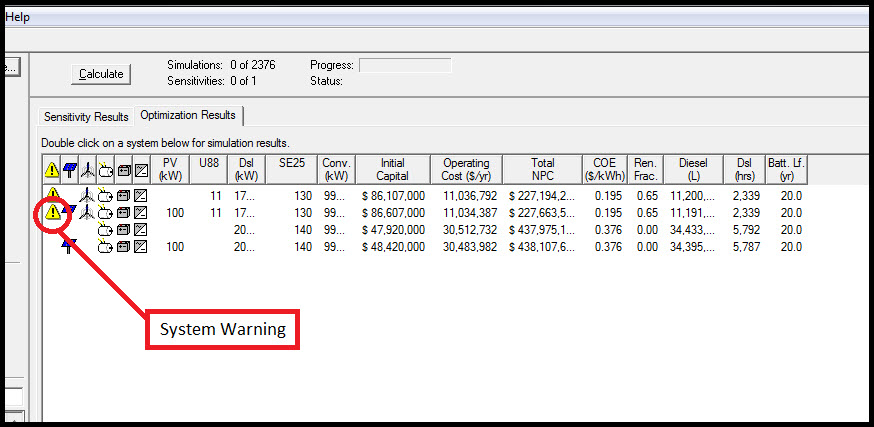 Help
e...
Calculate
Simulations: 0 of 2376 Progress:
Sensitivities: 0 of 1 Status:
Sensitivity Results Optimization Results
Double click on a system below for simulation results.
PV (kW) U88 Dsl (kW) SE25 Conv. (kW) Initial Capital Operating Cost ($/yr) Total NPC COE ($/kWh) Ren. Frac. Diesel (L) Dsl (hrs) Batt. Lf. (yr)
11 17... 130 99... $ 86,107,000 11,036,792 $ 227,194,2... 0.195 0.65 11,200,... 2,339 20.0
100 11 17... 130 99... $ 86,607,000 11,034,387 $ 227,663,5... 0.195 0.65 11,191,... 2,339 20.0
20... 140 99... $ 47,920,000 30,512,732 $ 437,975,1... 0.376 0.00 34,433,... 5,792 20.0
100 20... 140 99... $ 48,420,000 30,483,982 $ 438,107,6... 0.376 0.00 34,395,... 5,787 20.0
System Warning